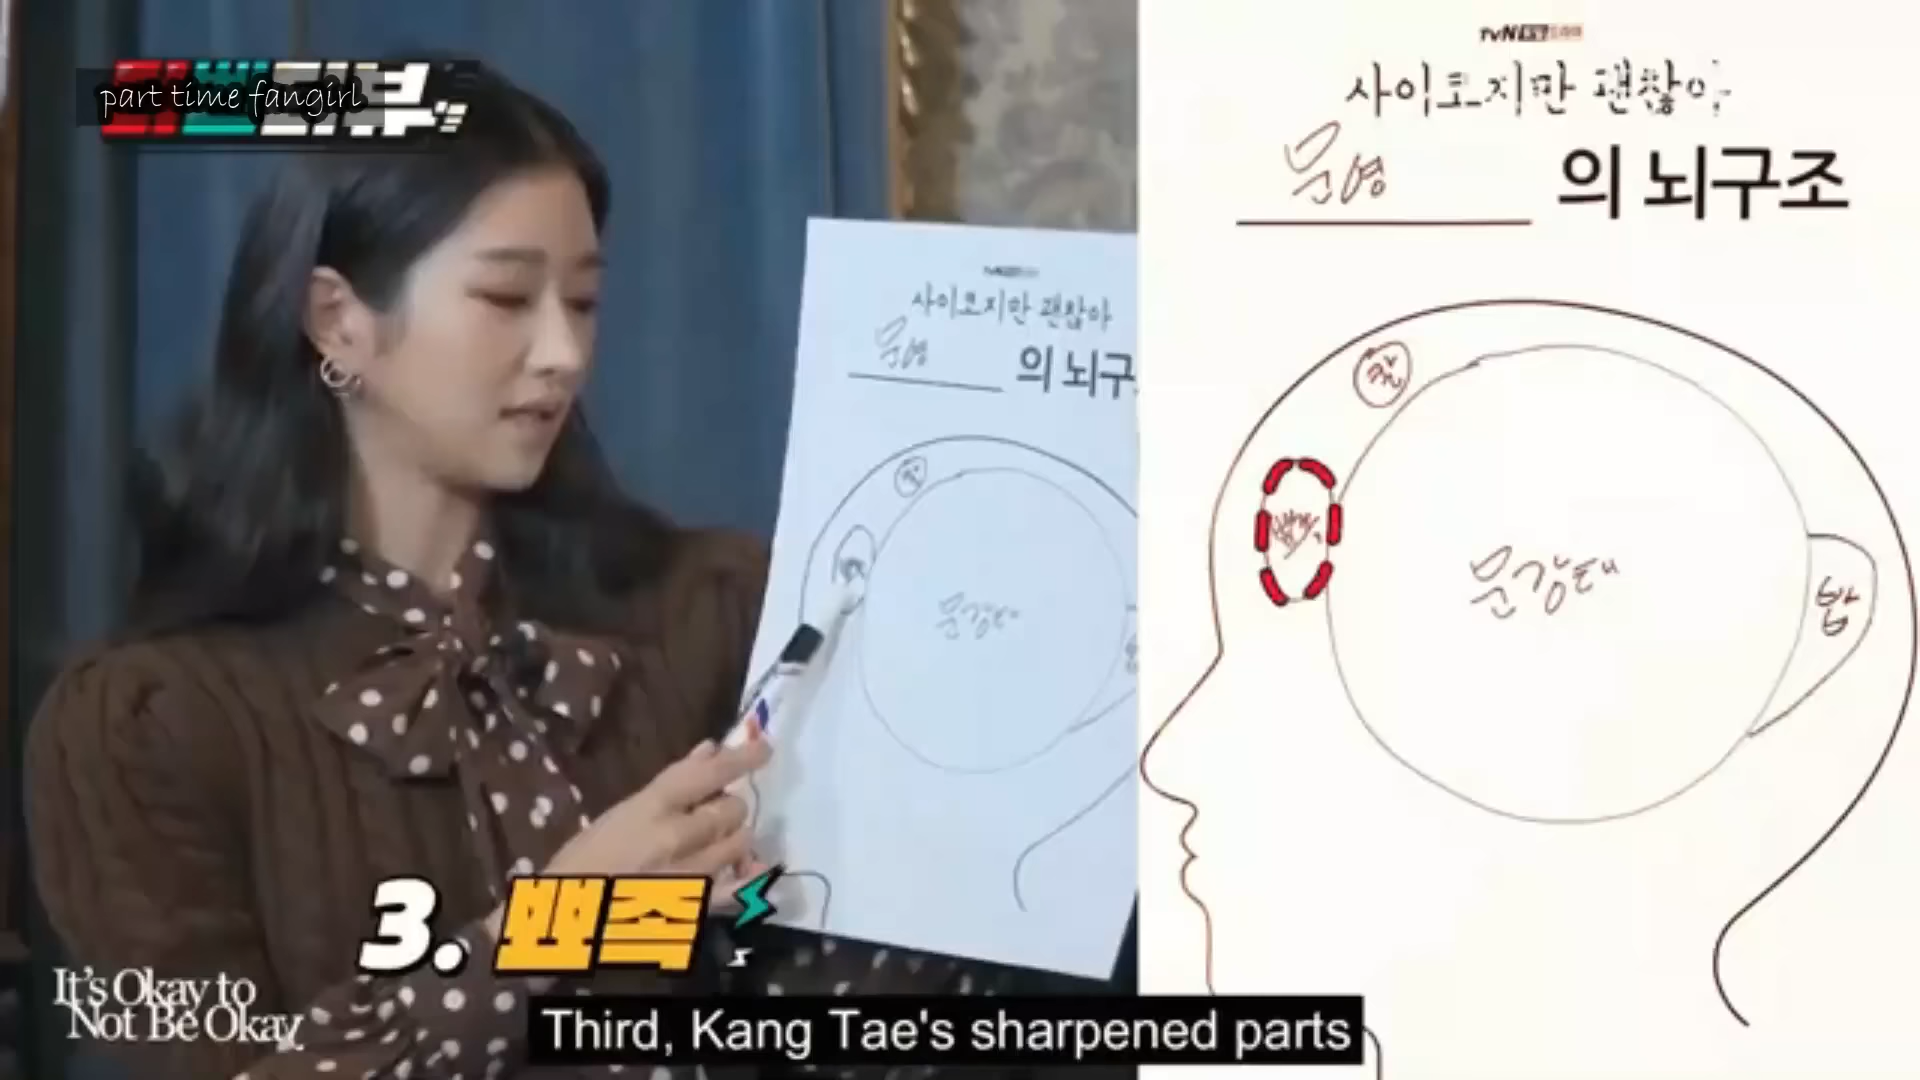 part time fangirl
tvN
사이코지만 괜찮아
문영 의 뇌구조
사이코지만 괜찮아
문영 의 뇌구
문강태
꽃
뾰족
문강태
밥
3. 뾰족
It's Okay to
Not Be Okay
Third, Kang Tae's sharpened parts